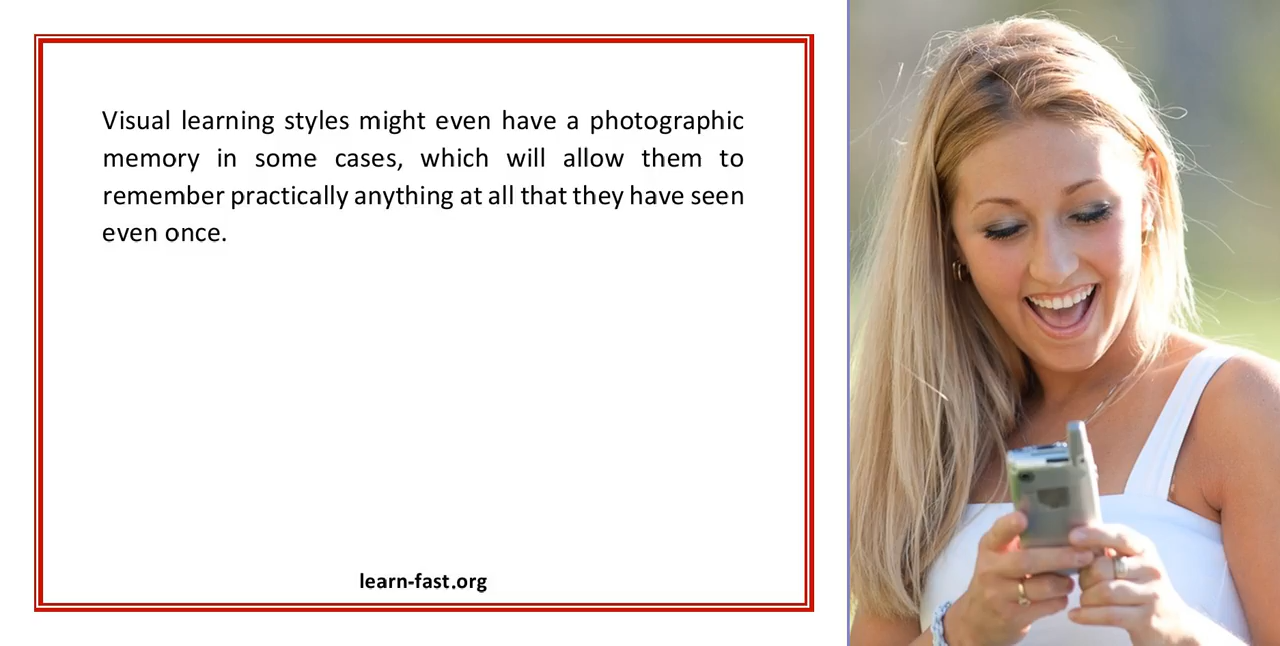 Visual learning styles might even have a photographic
memory in some cases, which will allow them to
remember practically anything at all that they have seen
even once.
learn-fast.org